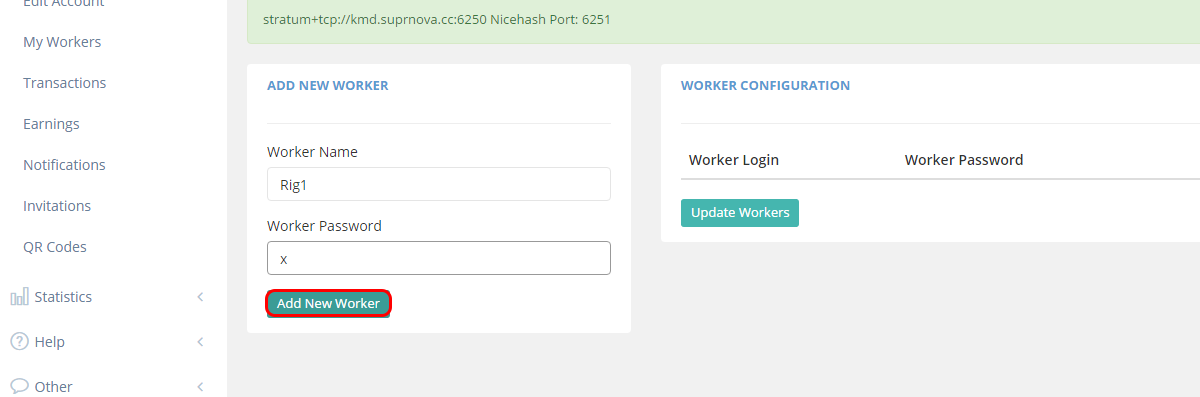 Edit Account
My Workers
Transactions
Earnings
Notifications
Invitations
QR Codes
Statistics
Help
Other
stratum+tcp://kmd.suprnova.cc:6250 Nicehash Port: 6251
ADD NEW WORKER
Worker Name
Rig1
Worker Password
x
Add New Worker
WORKER CONFIGURATION
Worker Login Worker Password
Update Workers